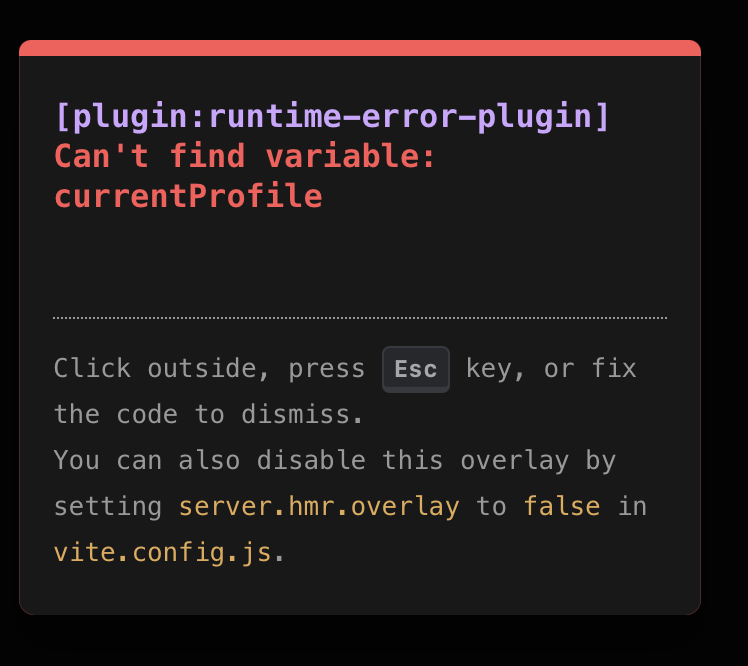 [plugin:runtime-error-plugin]
Can't find variable:
currentProfile
Click outside, press Esc key, or fix
the code to dismiss.
You can also disable this overlay by
setting server.hmr.overlay to false in
vite.config.js.